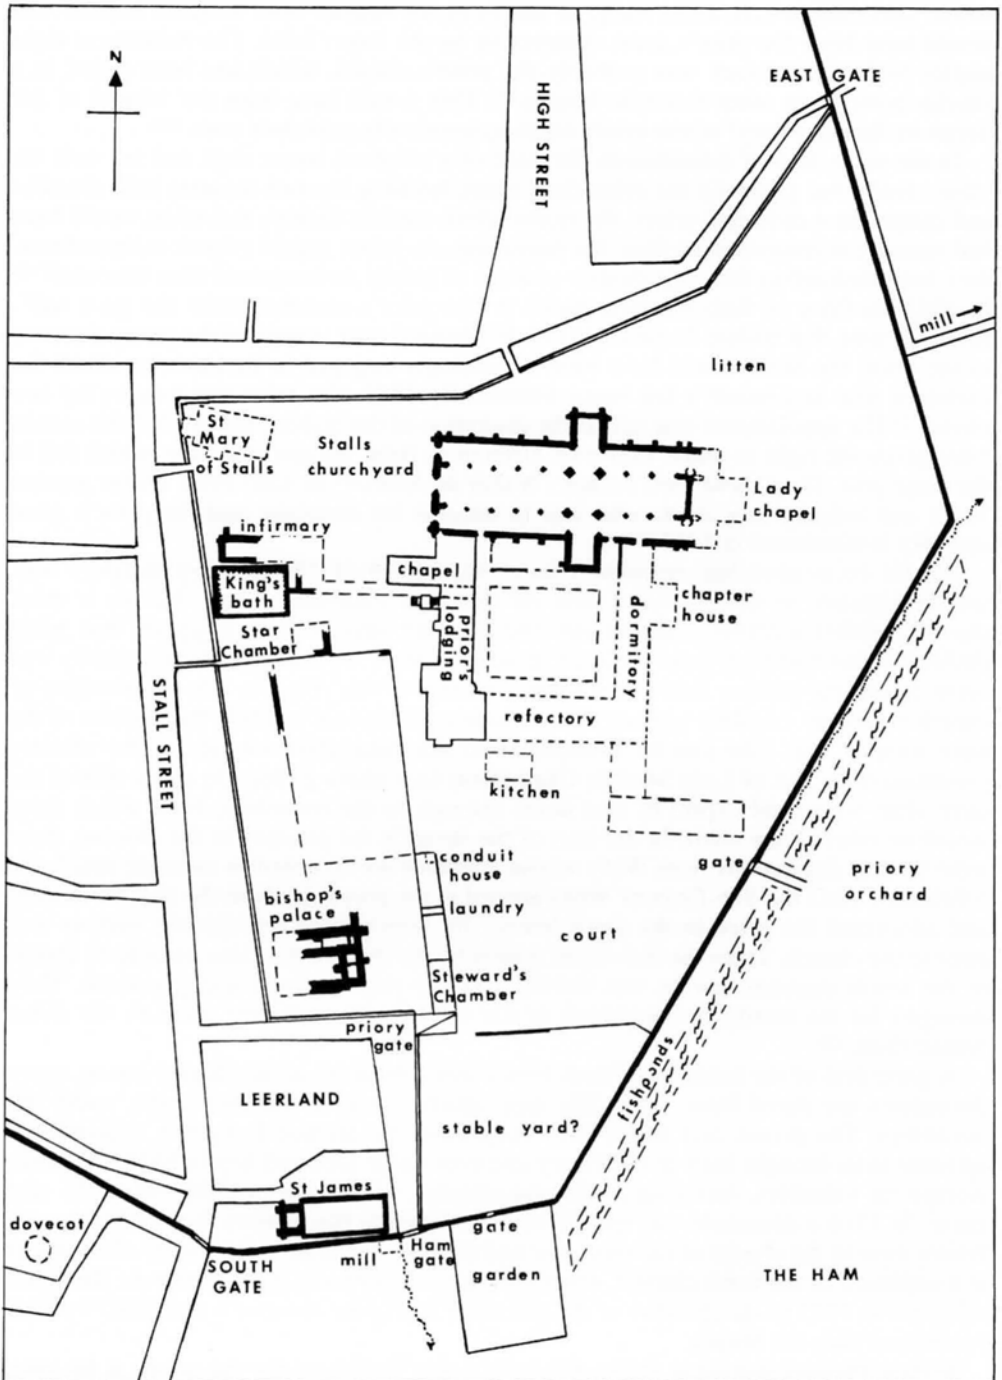 N
HIGH STREET
EAST GATE
mill
litten
St
Mary
of Stalls
Stalls
churchyard
Lady
chapel
infirmary
chapel
King's
bath
chapter
house
prior's
lodging
dormitory
Star
Chamber
STALL STREET
refectory
kitchen
gate
priory
orchard
conduit
house
bishop's
palace
laundry
court
Steward's
Chamber
priory
gate
fishponds
LEERLAND
stable yard?
St James
dovecot
gate
Ham
gate
mill
SOUTH
GATE
garden
THE HAM